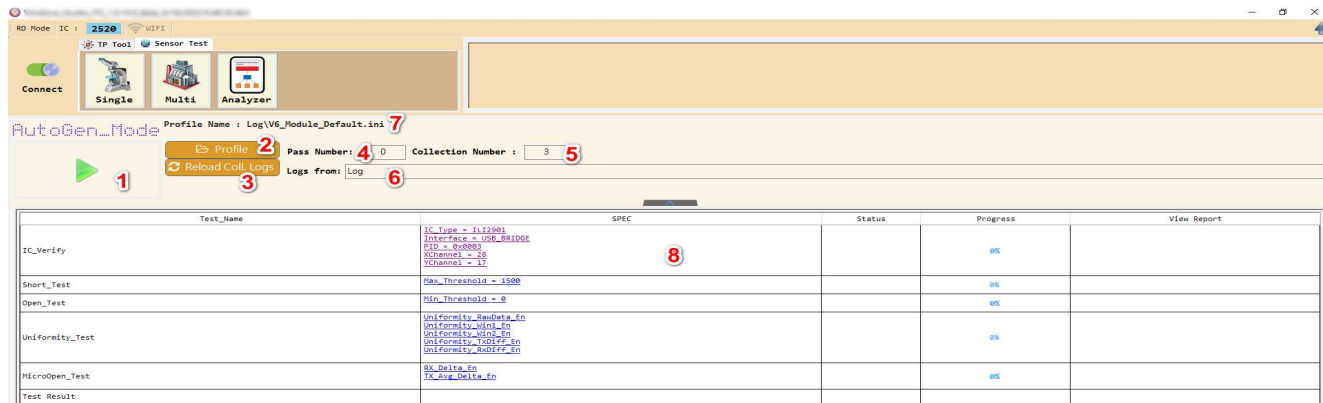 RD Mode IC : 2520 WIFI
TP Tool Sensor Test
Connect
Single Multi Analyzer
AutoGen_Mode
Profile Name : Log\V6_Module_Default.ini 7
Profile 2
Pass Number: 4 0 Collection Number : 3 5
Reload Coll. Logs
3
Logs from: Log 6
1
Test_Name SPEC Status Progress View Report
IC_Verify
IC_Type = ILI2901
Interface = USB_BRIDGE
PID = 0x0003
XChannel = 28
YChannel = 17
8
0%
Short_Test Max_Threshold = 1500 0%
Open_Test Min_Threshold = 0 0%
Uniformity_Test
Uniformity_RawData_En
Uniformity_Win1_En
Uniformity_Win2_En
Uniformity_TxDiff_En
Uniformity_RxDiff_En
0%
MicroOpen_Test
RX_Delta_En
TX_Avg_Delta_En
0%
Test Result